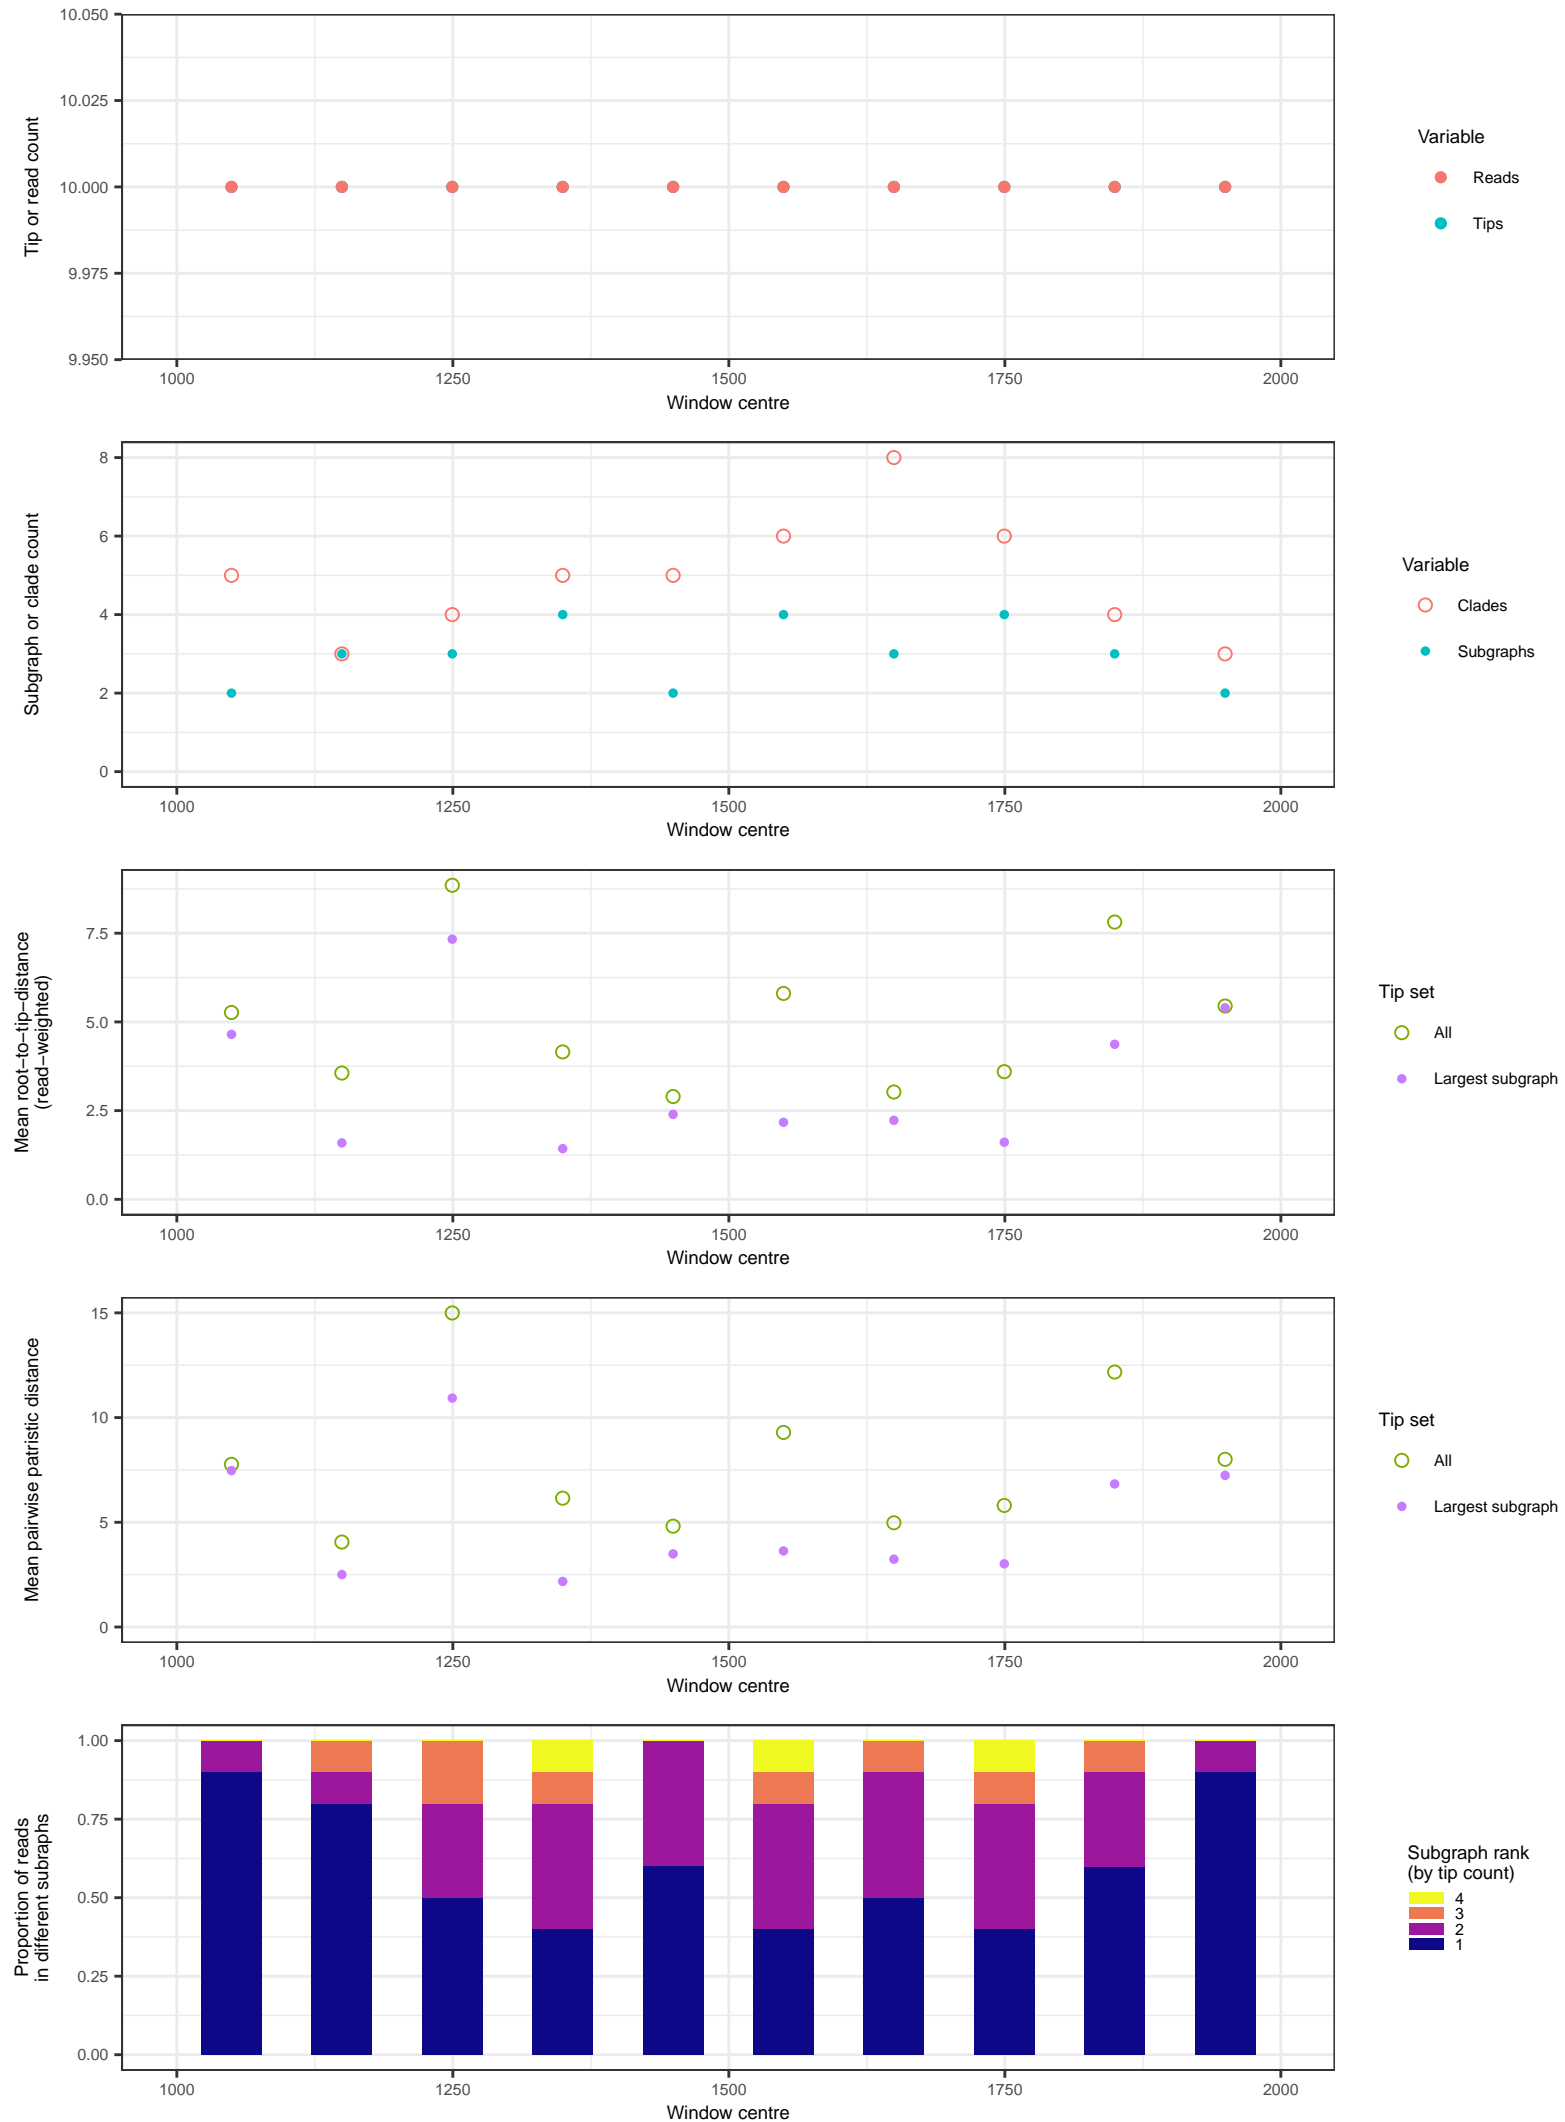 10.050
10.025
10.000
9.975
9.950
Tip or read count
1000 1250 1500 1750 2000
Window centre
Variable
Reads
Tips
8
6
4
2
0
Subgraph or clade count
1000 1250 1500 1750 2000
Window centre
Variable
Clades
Subgraphs
7.5
5.0
2.5
0.0
Mean root−to−tip−distance
(read−weighted)
1000 1250 1500 1750 2000
Window centre
Tip set
All
Largest subgraph
15
10
5
0
Mean pairwise patristic distance
1000 1250 1500 1750 2000
Window centre
Tip set
All
Largest subgraph
1.00
0.75
0.50
0.25
0.00
Proportion of reads
in different subraphs
1000 1250 1500 1750 2000
Window centre
Subgraph rank
(by tip count)
4
3
2
1